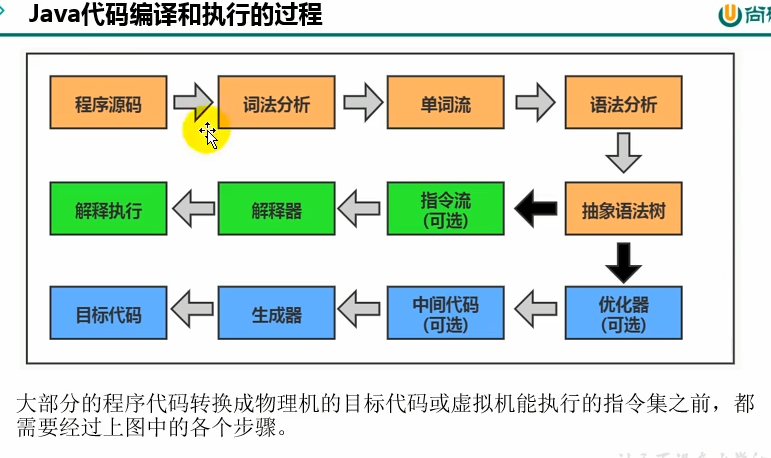 Java代码编译和执行的过程
尚硅
程序源码
词法分析
单词流
语法分析
解释执行
解释器
指令流
(可选)
抽象语法树
目标代码
生成器
中间代码
(可选)
优化器
(可选)
大部分的程序代码转换成物理机的目标代码或虚拟机能执行的指令集之前，都
需要经过上图中的各个步骤。